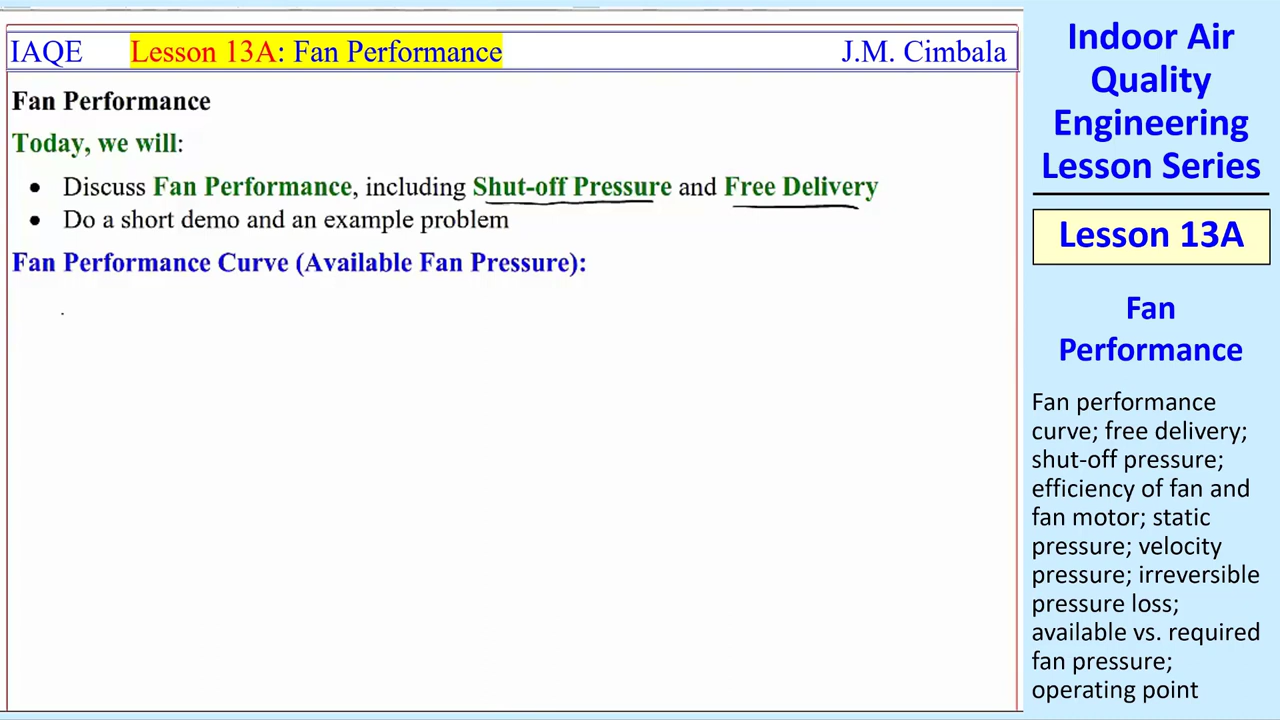 IAQE Lesson 13A: Fan Performance J.M. Cimbala
Fan Performance
Today, we will:
• Discuss Fan Performance, including Shut-off Pressure and Free Delivery
• Do a short demo and an example problem
Fan Performance Curve (Available Fan Pressure):
Indoor Air
Quality
Engineering
Lesson Series
Lesson 13A
Fan
Performance
Fan performance
curve; free delivery;
shut-off pressure;
efficiency of fan and
fan motor; static
pressure; velocity
pressure; irreversible
pressure loss;
available vs. required
fan pressure;
operating point